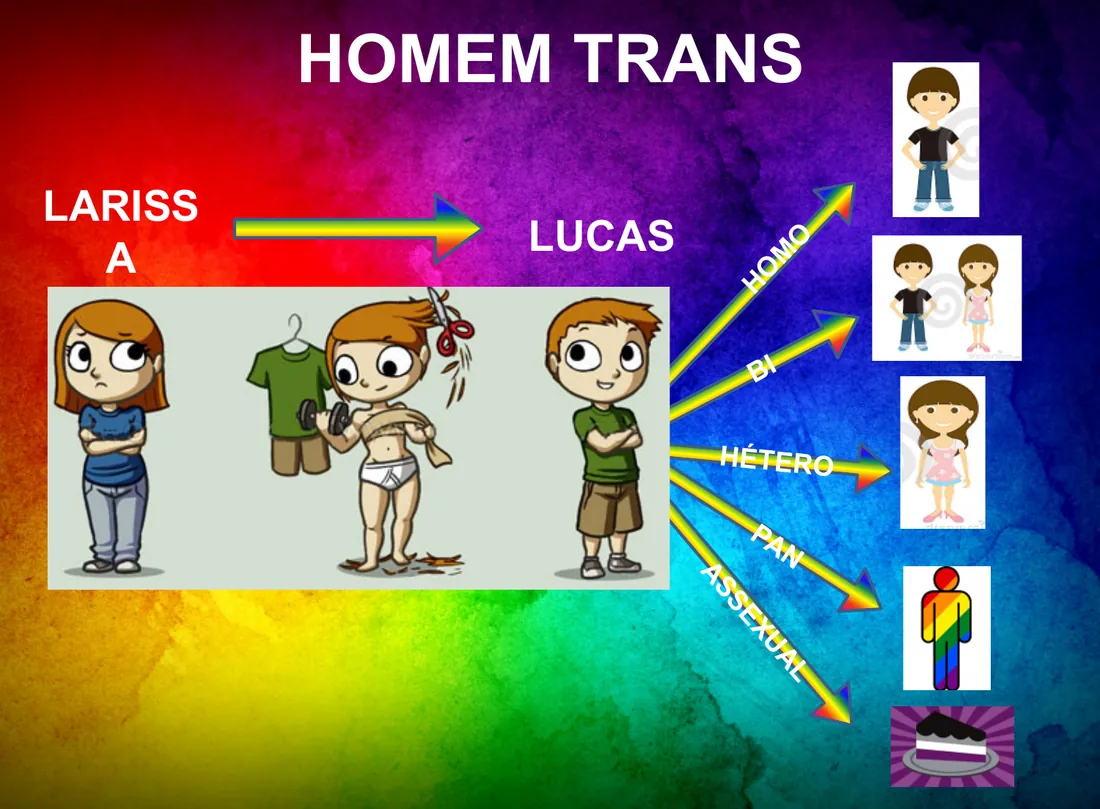 HOMEM TRANS
LARISS
A
LUCAS
HOMO
BI
HÉTERO
PAN
ASSEXUAL